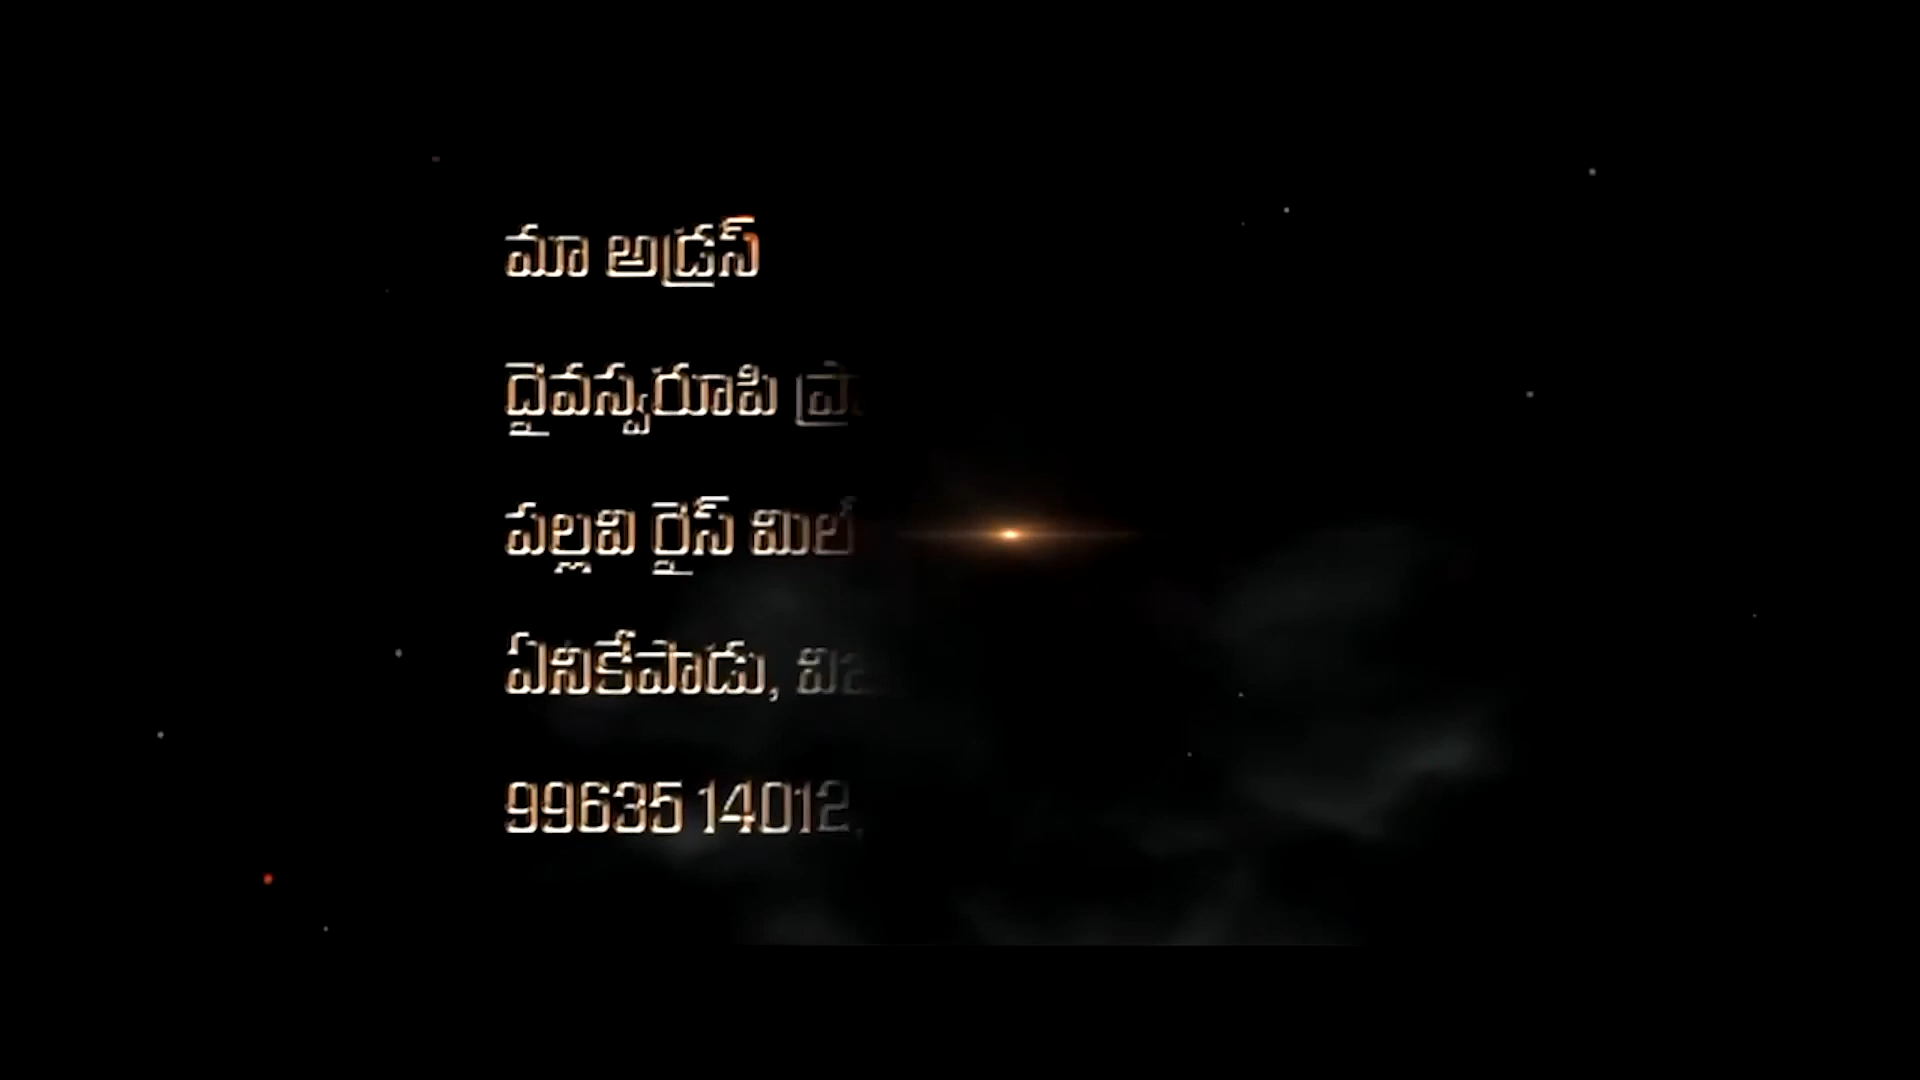 మా అడ్రస్
దైవస్వరూపి
పల్లవి రైస్ మిల్
ఏనికేపాడు,
99635 14012,